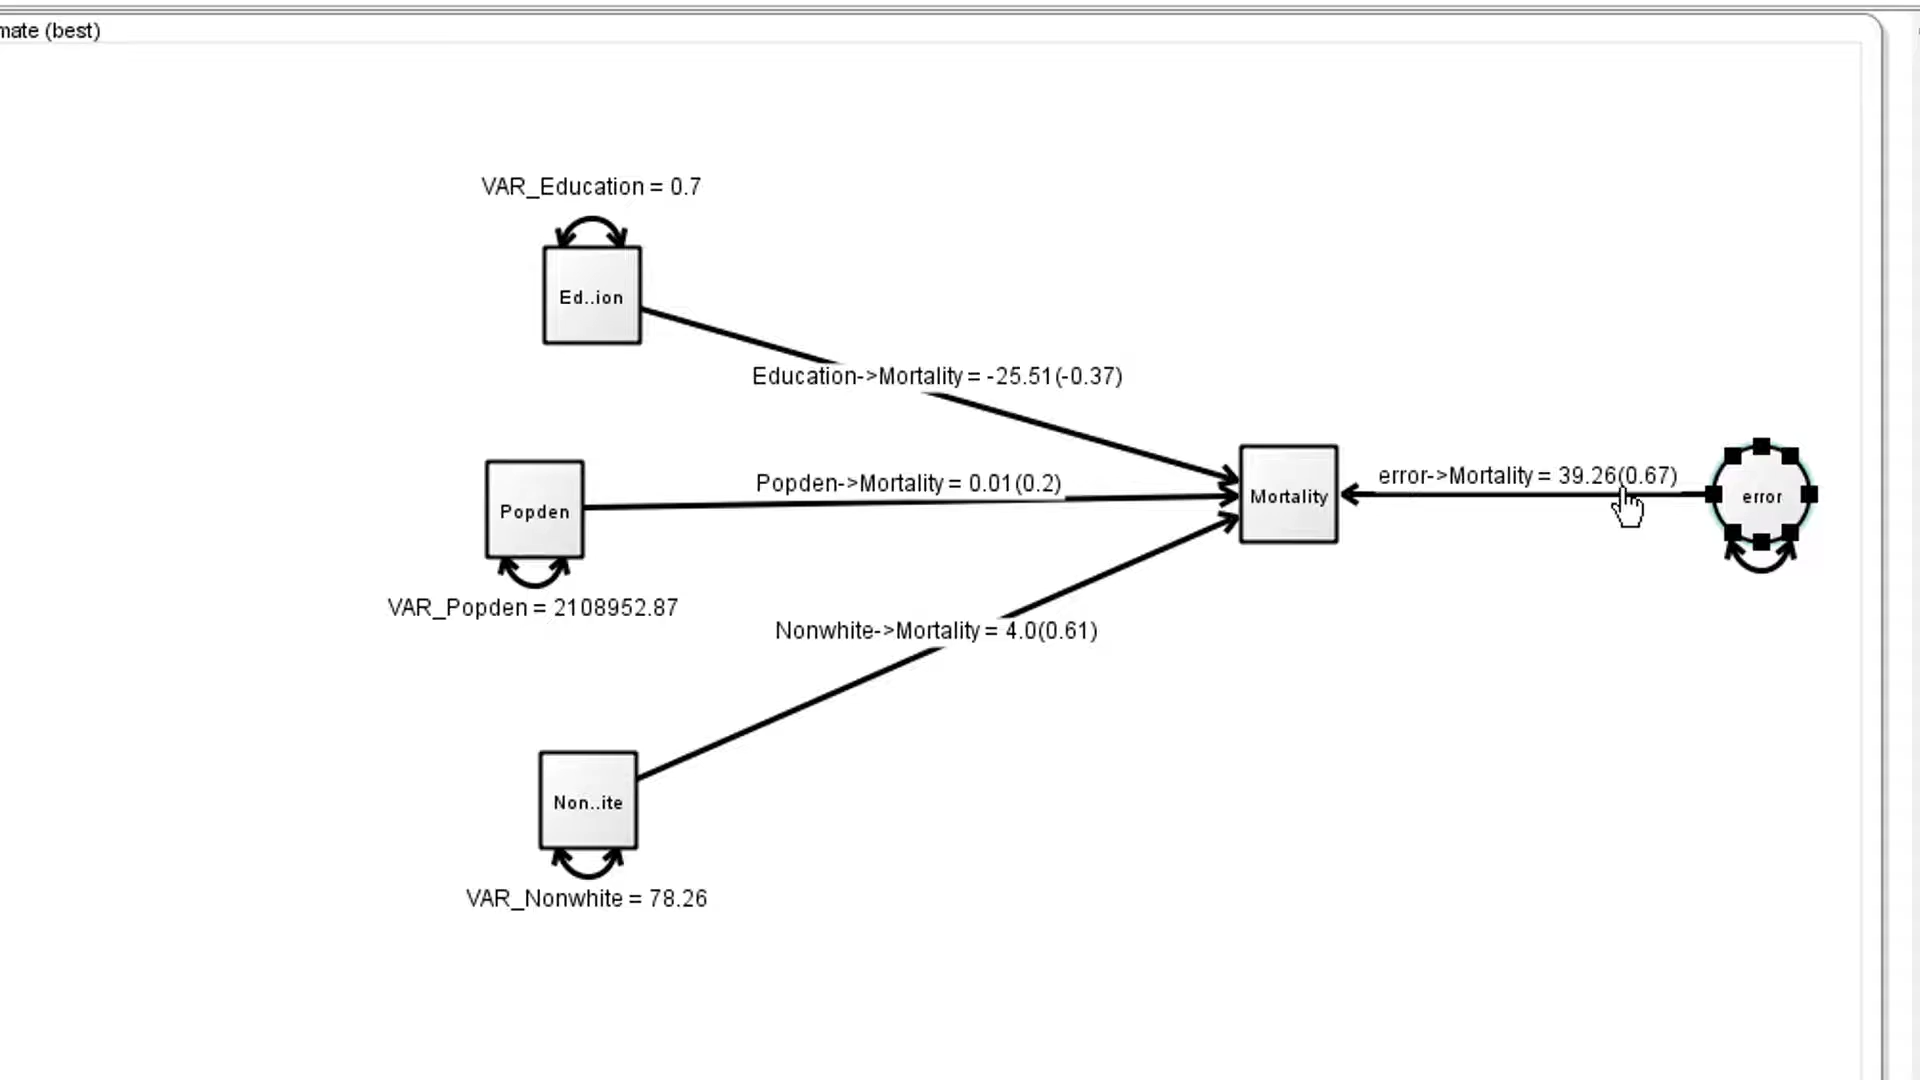 mate (best)
VAR_Education = 0.7
Ed..ion
Education->Mortality = -25.51(-0.37)
Popden
Popden->Mortality = 0.01(0.2)
Mortality
error->Mortality = 39.26(0.67)
error
VAR_Popden = 2108952.87
Nonwhite->Mortality = 4.0(0.61)
Non..ite
VAR_Nonwhite = 78.26